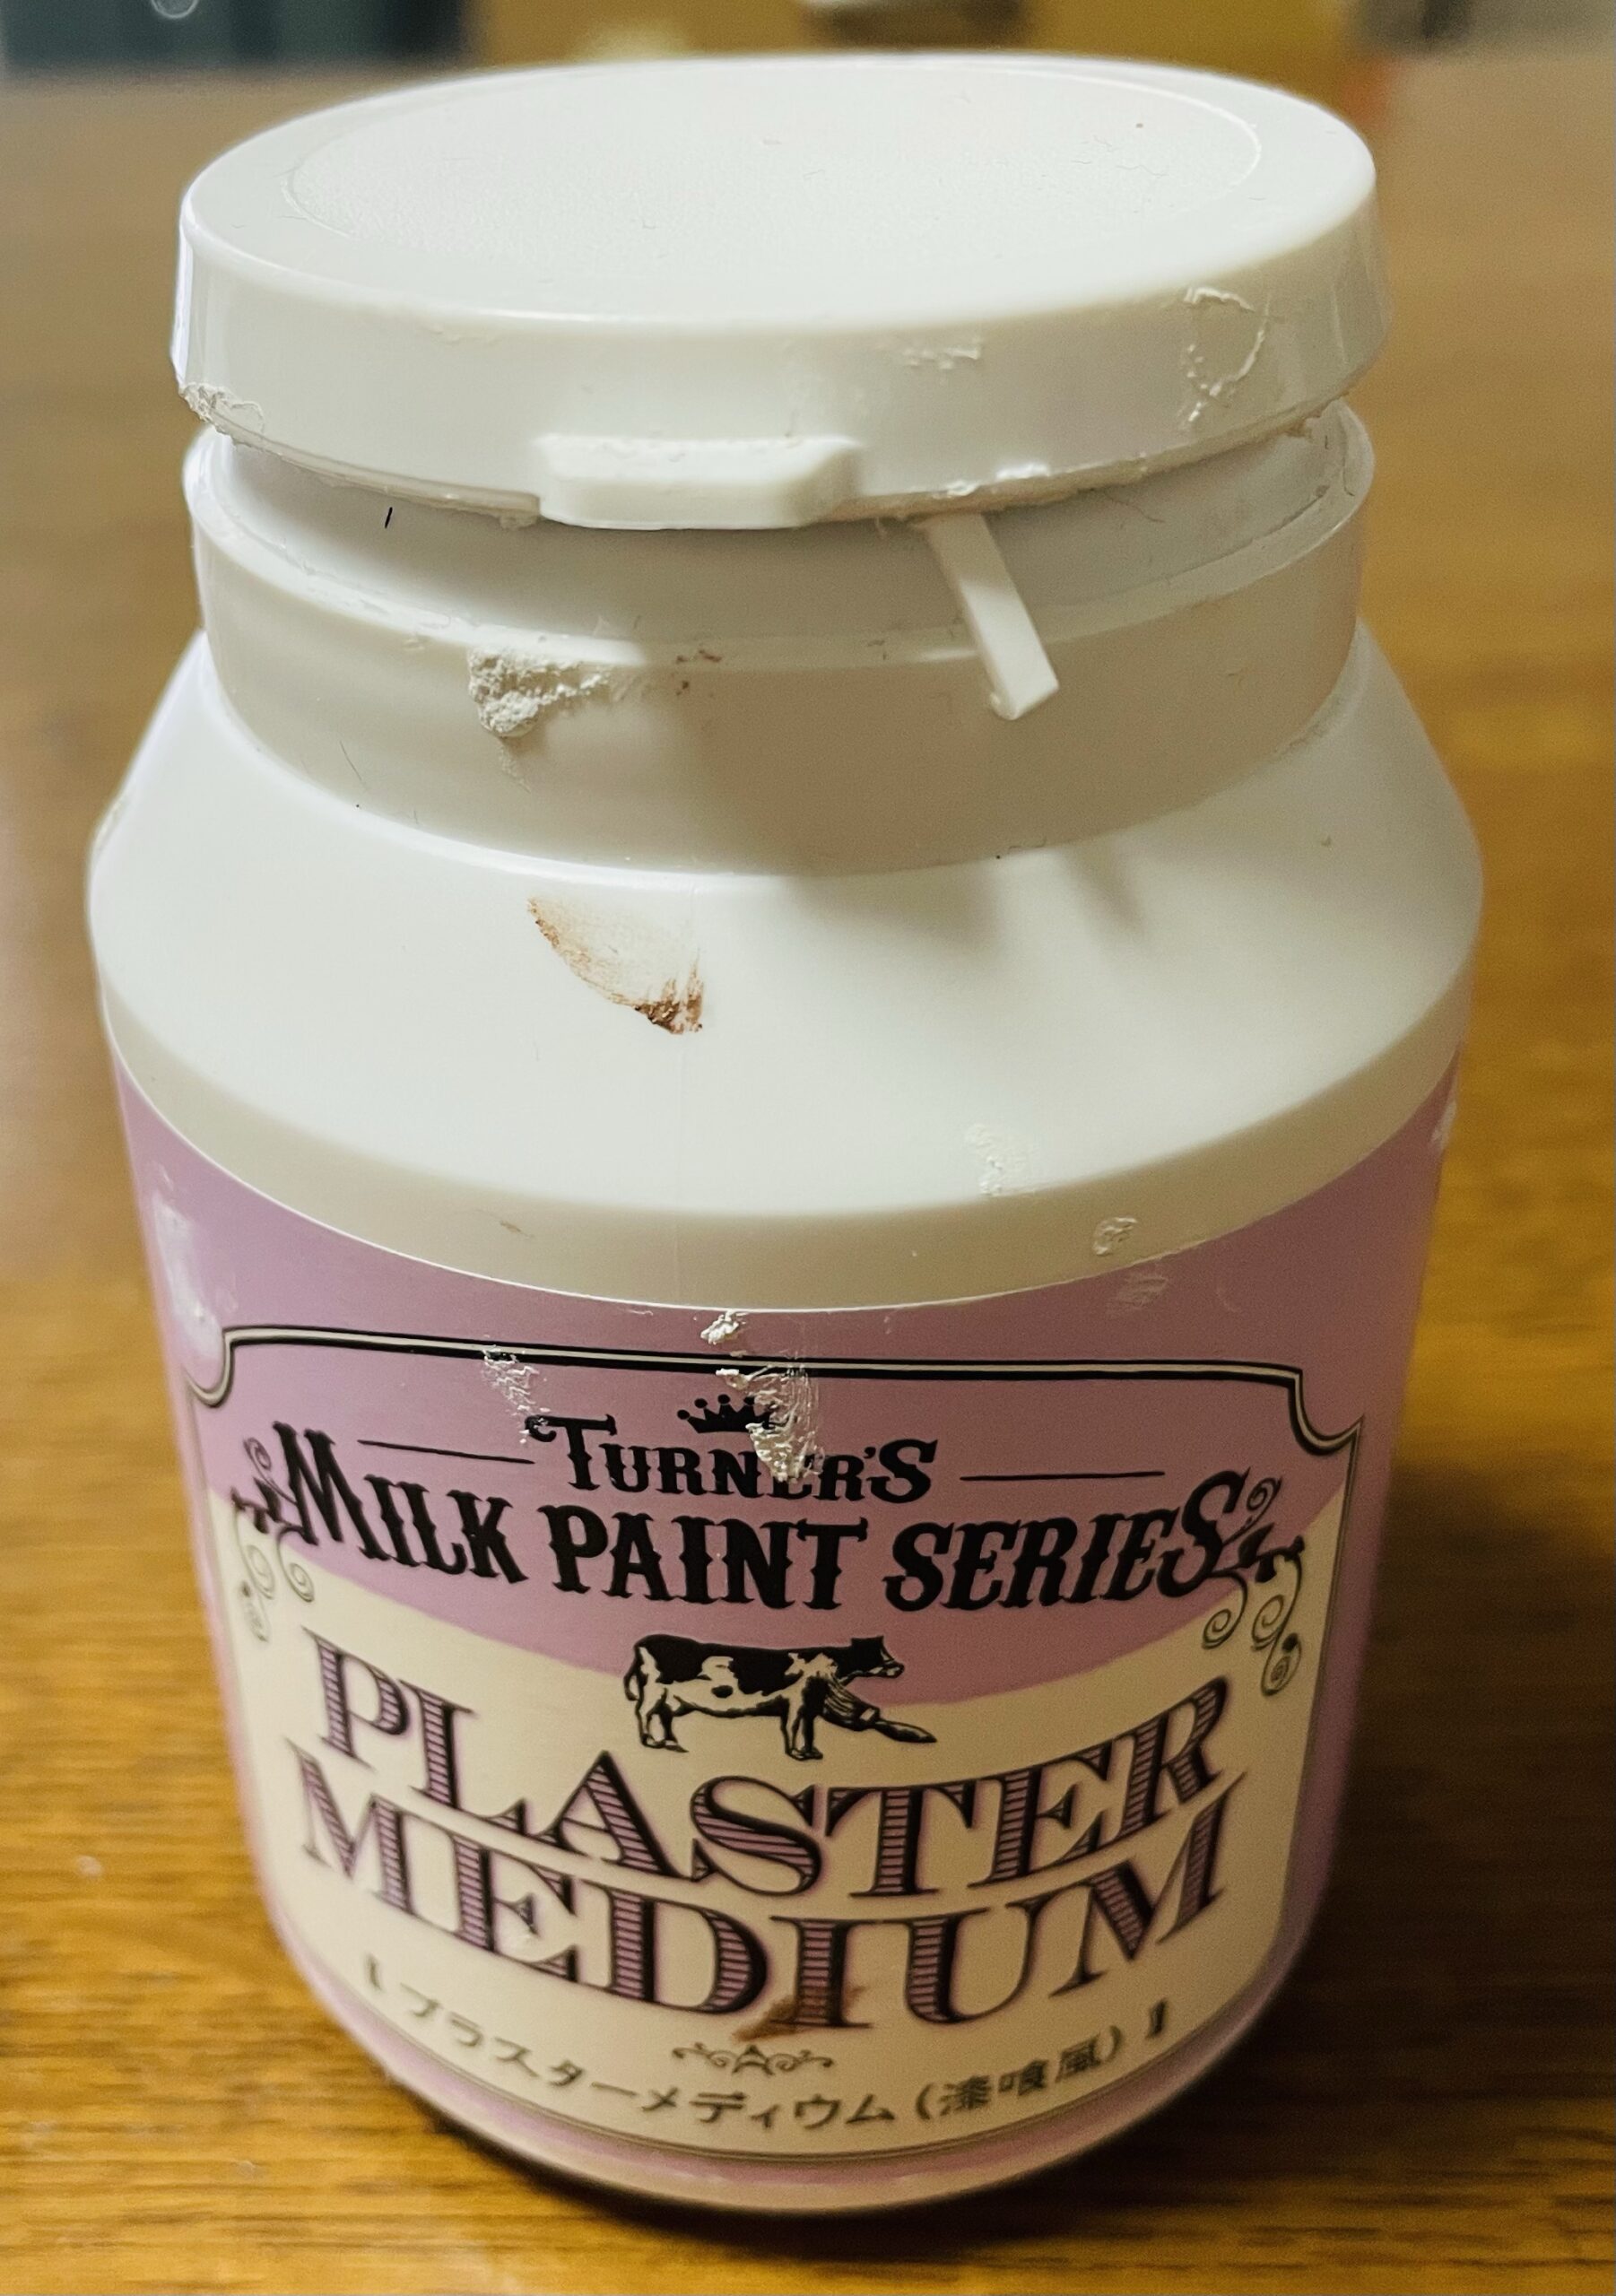 TURNER'S
MILK PAINT SERIES
PLASTER
MEDIUM
[ プラスターメディウム (漆喰風) ]